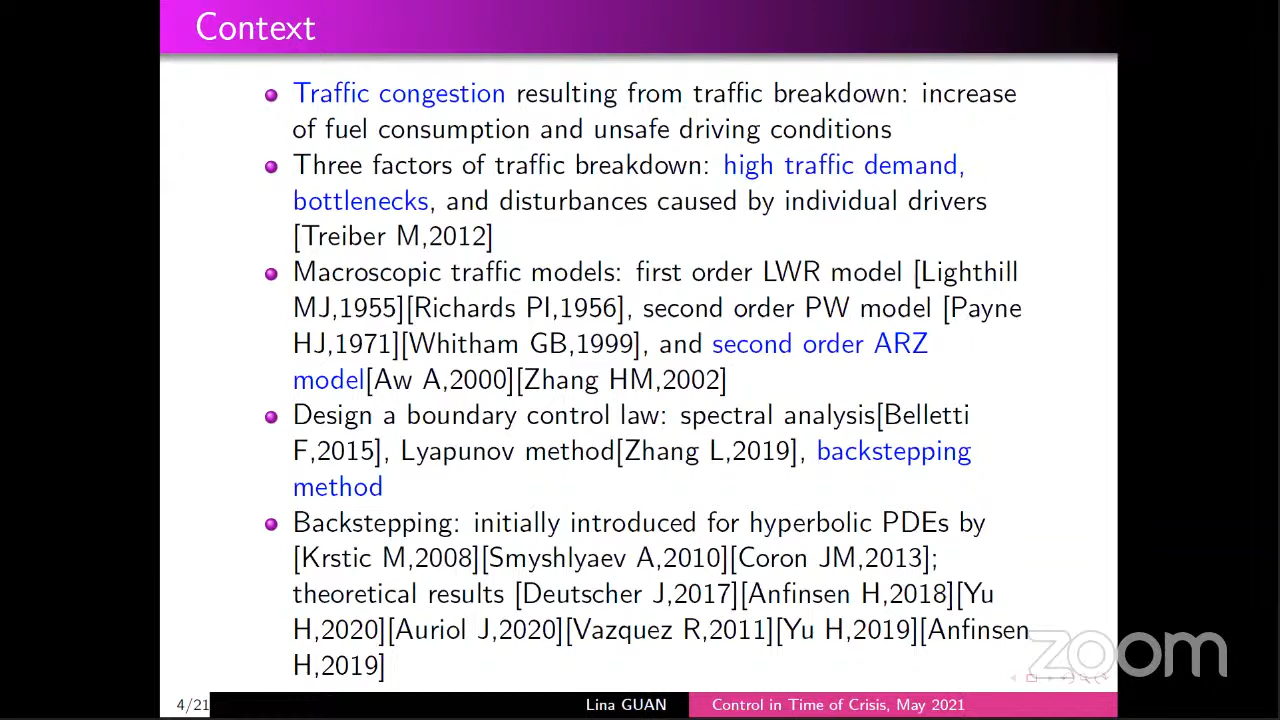 Context
Traffic congestion resulting from traffic breakdown: increase
of fuel consumption and unsafe driving conditions
Three factors of traffic breakdown: high traffic demand,
bottlenecks, and disturbances caused by individual drivers
[Treiber M,2012]
Macroscopic traffic models: first order LWR model [Lighthill
MJ,1955][Richards PI,1956], second order PW model [Payne
HJ,1971][Whitham GB,1999], and second order ARZ
model[Aw A,2000][Zhang HM,2002]
Design a boundary control law: spectral analysis[Belletti
F,2015], Lyapunov method[Zhang L,2019], backstepping
method
Backstepping: initially introduced for hyperbolic PDEs by
[Krstic M,2008][Smyshlyaev A,2010][Coron JM,2013];
theoretical results [Deutscher J,2017][Anfinsen H,2018][Yu
H,2020][Auriol J,2020][Vazquez R,2011][Yu H,2019][Anfinsen
H,2019]
zoom
4/21 Lina GUAN Control in Time of Crisis, May 2021